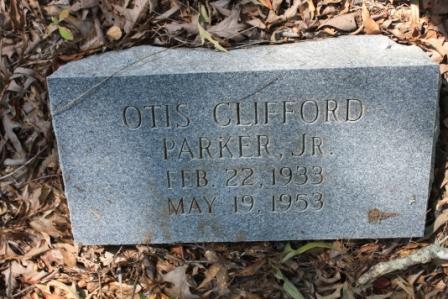 OTIS CLIFFORD
PARKER, JR.
FEB. 22, 1933
MAY 19, 1953